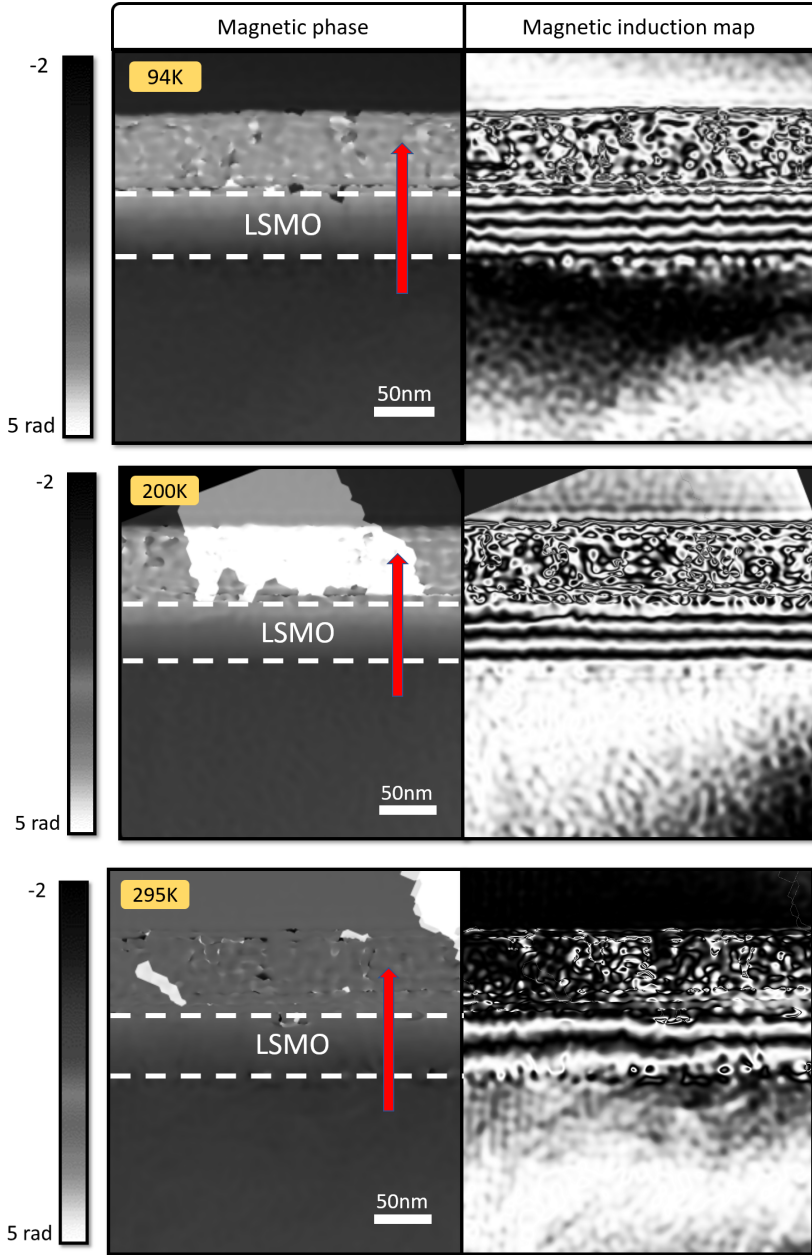 Magnetic phase
Magnetic induction map
-2
94K
LSMO
50nm
5 rad
-2
200K
LSMO
50nm
5 rad
-2
295K
LSMO
50nm
5 rad